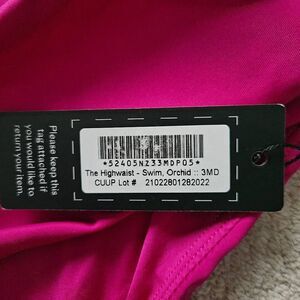 Please keep this
tag attached if
you would like to
return your item.
*52405NZ33MDP05*
The Highwaist - Swim, Orchid :: 3MD
CUUP Lot # 21022801282022